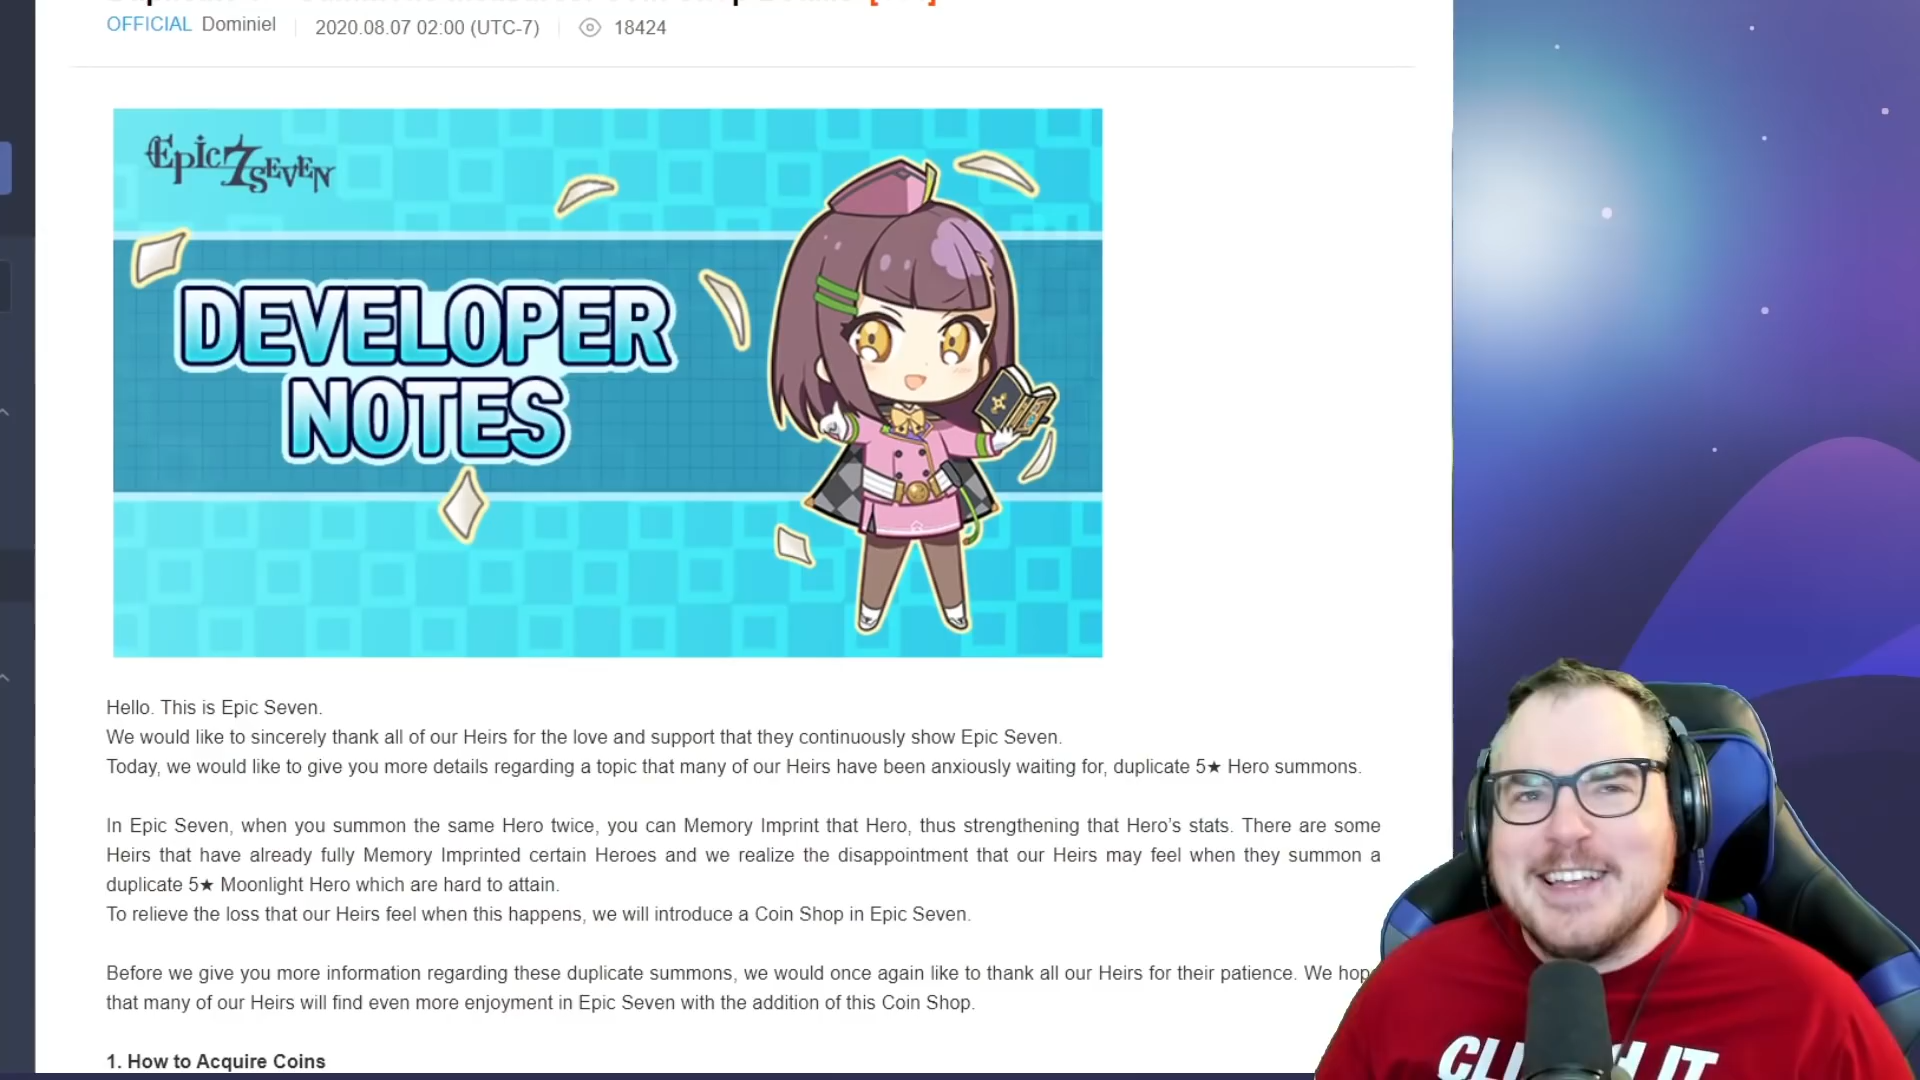 OFFICIAL Dominiel 2020.08.07 02:00 (UTC-7) 18424
Epic7 SEVEN
DEVELOPER
NOTES
Hello. This is Epic Seven.
We would like to sincerely thank all of our Heirs for the love and support that they continuously show Epic Seven.
Today, we would like to give you more details regarding a topic that many of our Heirs have been anxiously waiting for, duplicate 5★ Hero summons.
In Epic Seven, when you summon the same Hero twice, you can Memory Imprint that Hero, thus strengthening that Hero’s stats. There are some
Heirs that have already fully Memory Imprinted certain Heroes and we realize the disappointment that our Heirs may feel when they summon a
duplicate 5★ Moonlight Hero which are hard to attain.
To relieve the loss that our Heirs feel when this happens, we will introduce a Coin Shop in Epic Seven.
Before we give you more information regarding these duplicate summons, we would once again like to thank all our Heirs for their patience. We hop
that many of our Heirs will find even more enjoyment in Epic Seven with the addition of this Coin Shop.
1. How to Acquire Coins
IT